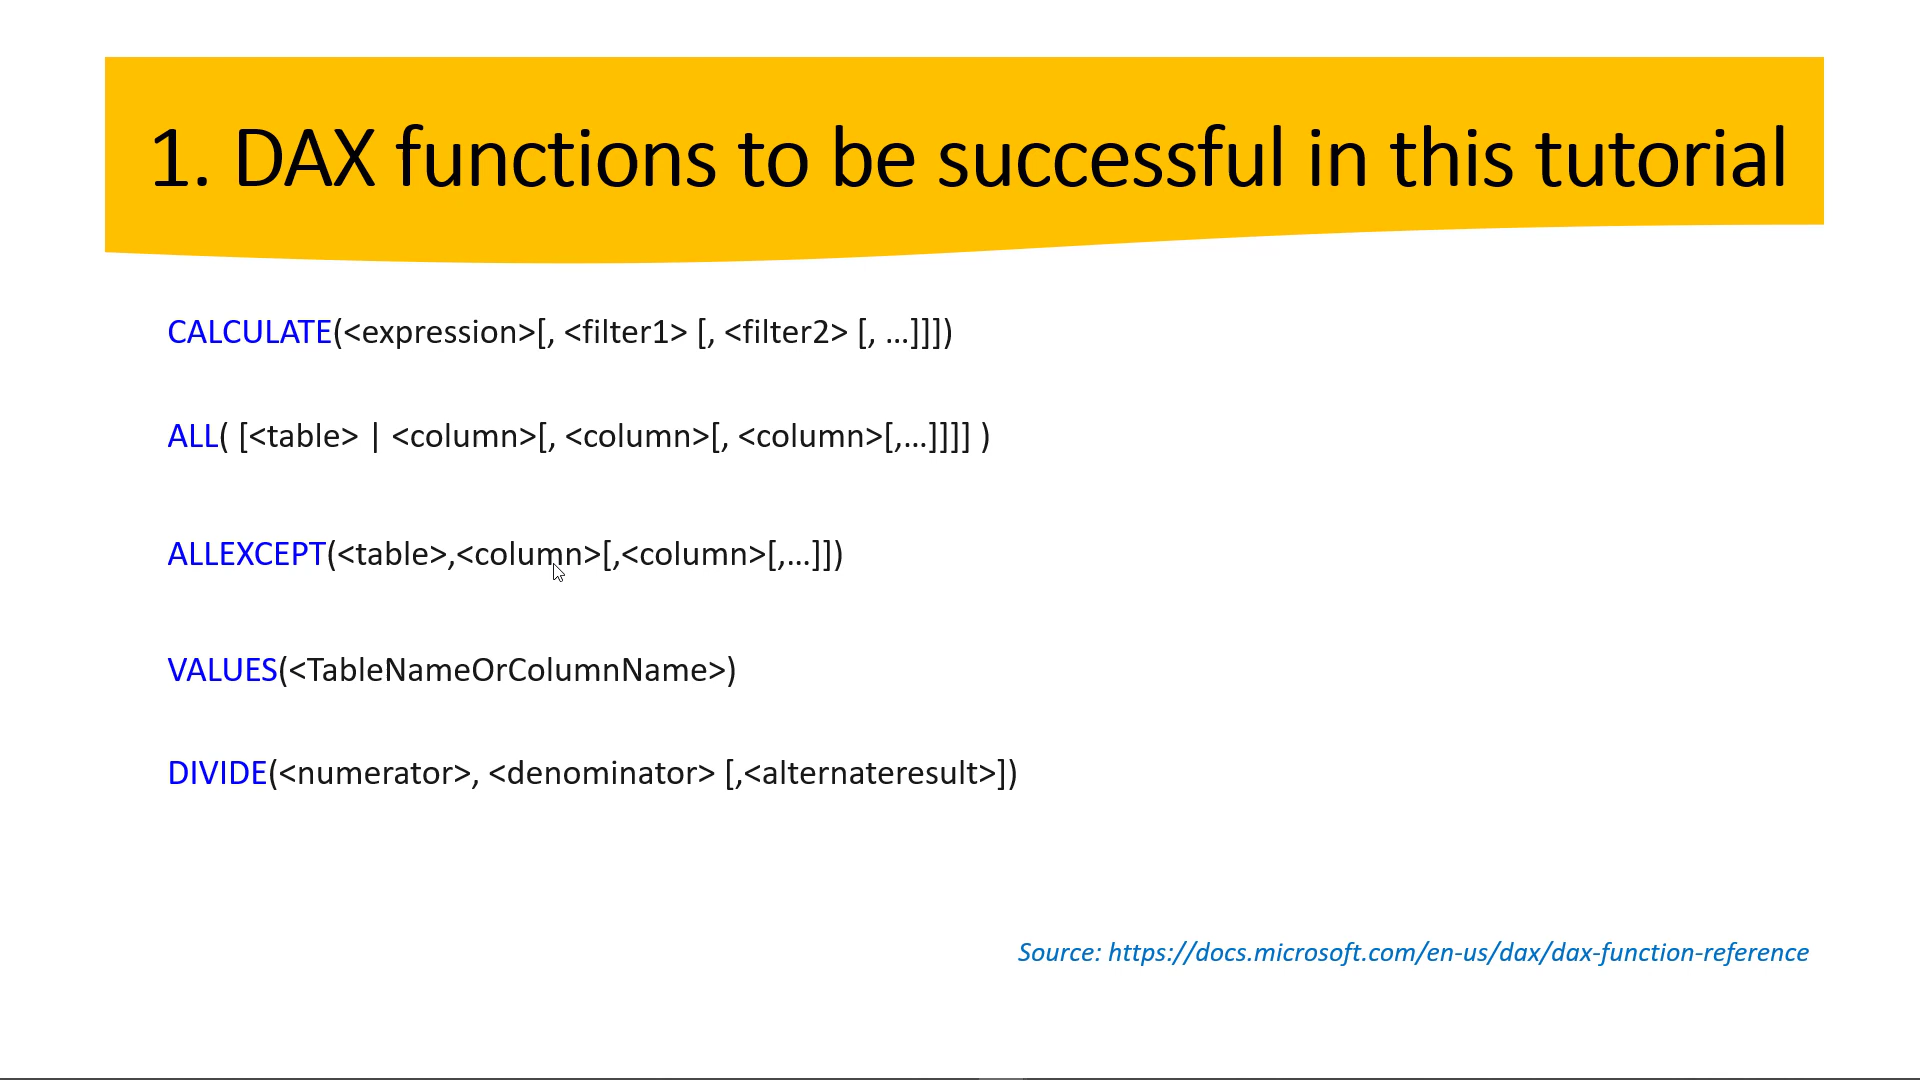 1. DAX functions to be successful in this tutorial
CALCULATE(<expression>[, <filter1> [, <filter2> [, …]]])
ALL( [<table> | <column>[, <column>[, <column>[,…]]]] )
ALLEXCEPT(<table>,<column>[,<column>[,…]])
VALUES(<TableNameOrColumnName>)
DIVIDE(<numerator>, <denominator> [,<alternateresult>])
Source: https://docs.microsoft.com/en-us/dax/dax-function-reference